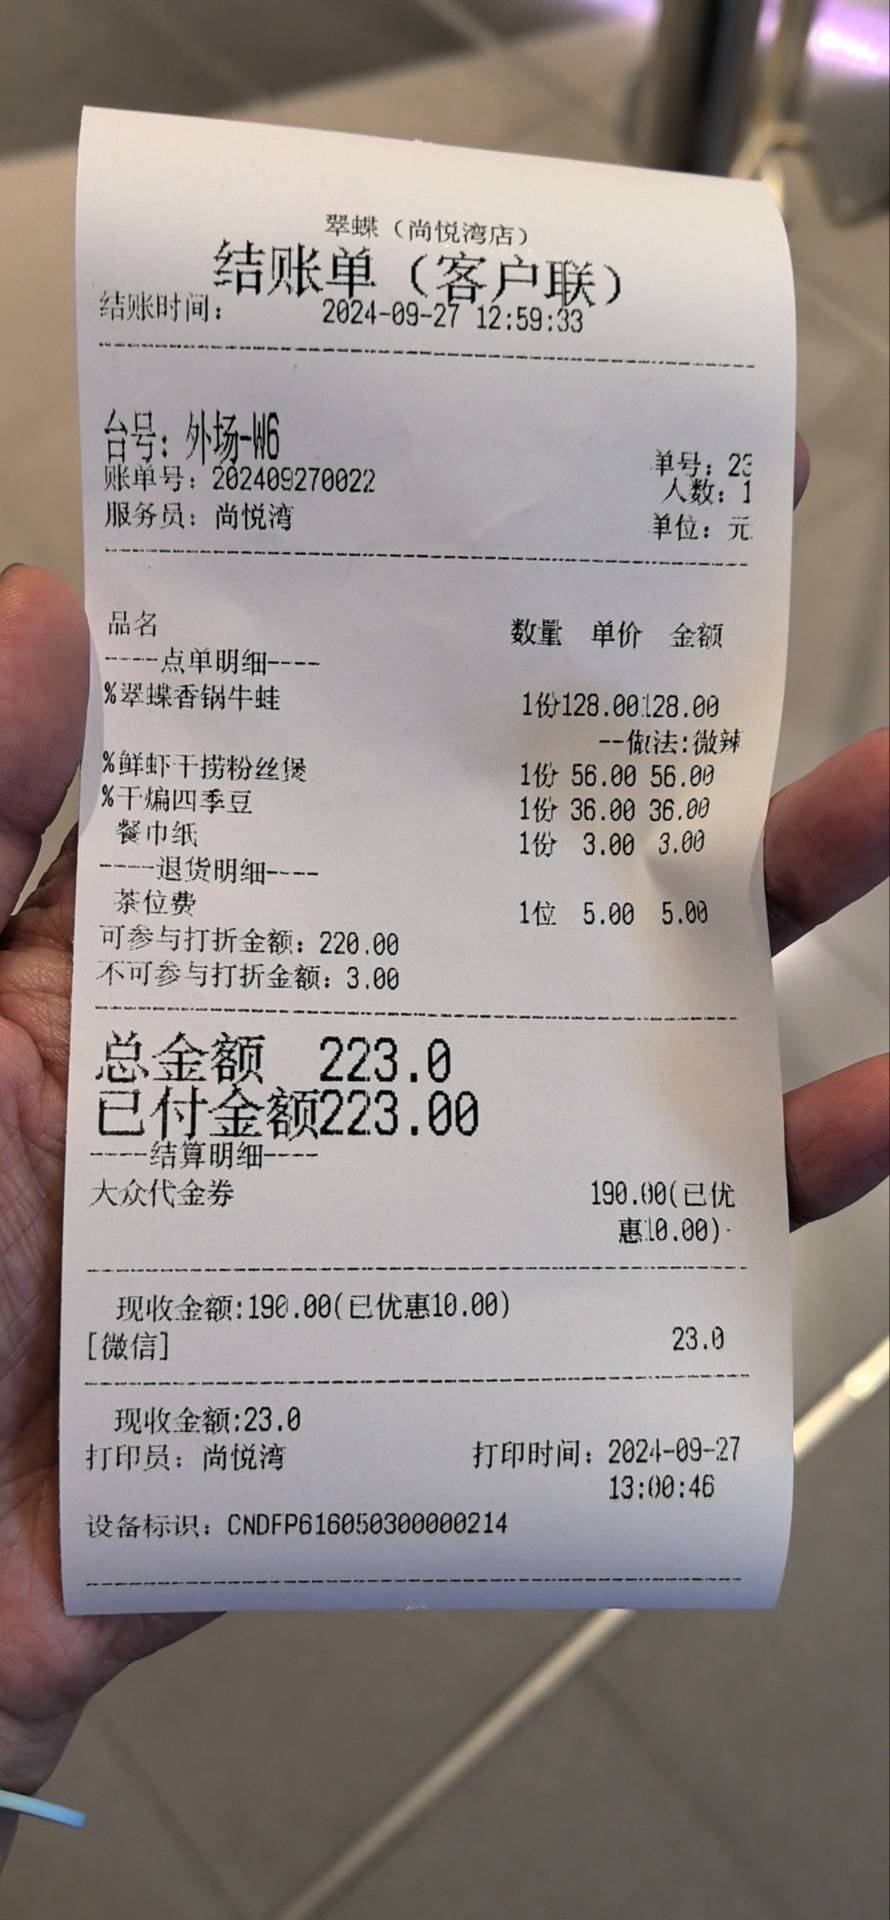 翠蝶（尚悦湾店）
结账单（客户联）
结账时间： 2024-09-27 12:59:33
台号：外场-W6
单号：23
账单号：202409270022
人数：1
服务员：尚悦湾 单位：元
品名 数量 单价 金额
----点单明细----
%翠蝶香锅牛蛙 1份128.00128.00
--做法:微辣
%鲜虾干捞粉丝煲 1份 56.00 56.00
%干煸四季豆 1份 36.00 36.00
餐巾纸 1份 3.00 3.00
----退货明细----
茶位费 1位 5.00 5.00
可参与打折金额：220.00
不可参与打折金额：3.00
总金额 223.0
已付金额223.00
----结算明细----
大众代金券 190.00(已优
惠10.00)
现收金额:190.00(已优惠10.00)
[微信] 23.0
现收金额:23.0
打印员：尚悦湾 打印时间：2024-09-27
13:00:46
设备标识：CNDFP616050300000214